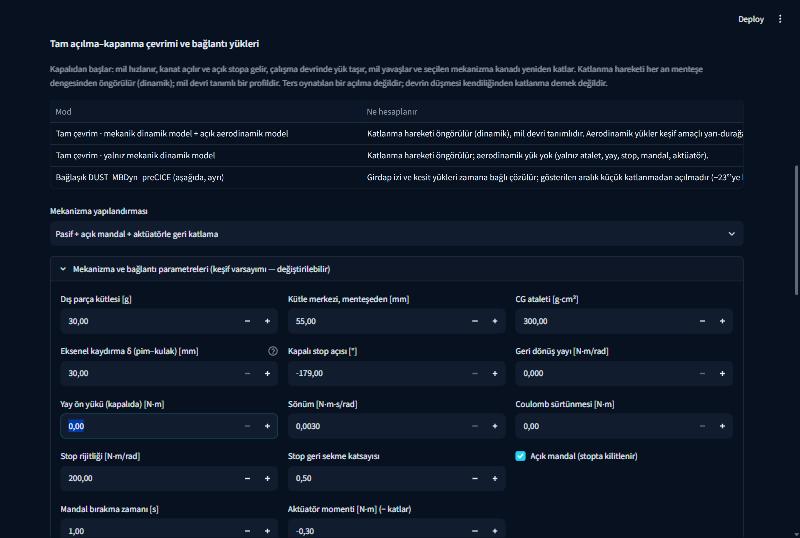 Deploy
Tam açılma–kapanma çevrimi ve bağlantı yükleri
Kapalıdan başlar: mil hızlanır, kanat açılır ve açık stopa gelir, çalışma devrinde yük taşır, mil yavaşlar ve seçilen mekanizma kanadı yeniden katlar. Katlanma hareketi her an menteşe
dengesinden öngörülür (dinamik); mil devri tanımlı bir profildir. Ters oynatılan bir açılma değildir; devrin düşmesi kendiliğinden katlanma demek değildir.
Mod Ne hesaplanır
Tam çevrim - mekanik dinamik model + açık aerodinamik model Katlanma hareketi öngörülür (dinamik), mil devri tanımlıdır. Aerodinamik yükler keşif amaçlı yarı-durağa
Tam çevrim - yalnız mekanik dinamik model Katlanma hareketi öngörülür; aerodinamik yük yok (yalnız atalet, yay, stop, mandal, aktüatör).
Bağlaşık DUST MBDyn preCICE (aşağıda, ayrı) Girdap izi ve kesit yükleri zamana bağlı çözülür; gösterilen aralık küçük katlanmadan açılmadır (−23°'ye
Mekanizma yapılandırması
Pasif + açık mandal + aktüatörle geri katlama
Mekanizma ve bağlantı parametreleri (keşif varsayımı — değiştirilebilir)
Dış parça kütlesi [g] Kütle merkezi, menteşeden [mm] CG ataleti [g·cm²]
30,00 − + 55,00 − + 300,00 − +
Eksenel kaydırma δ (pim–kulak) [mm] Kapalı stop açısı [°] Geri dönüş yayı [N·m/rad]
30,00 − + -179,00 − + 0,000 − +
Yay ön yükü (kapalıda) [N·m] Sönüm [N·m·s/rad] Coulomb sürtünmesi [N·m]
0,00 − + 0,0030 − + 0,00 − +
Stop rijitliği [N·m/rad] Stop geri sekme katsayısı Açık mandal (stopta kilitlenir)
200,00 − + 0,50 − +
Mandal bırakma zamanı [s] Aktüatör momenti [N·m] (− katlar)
1,00 − + -0,30 − +